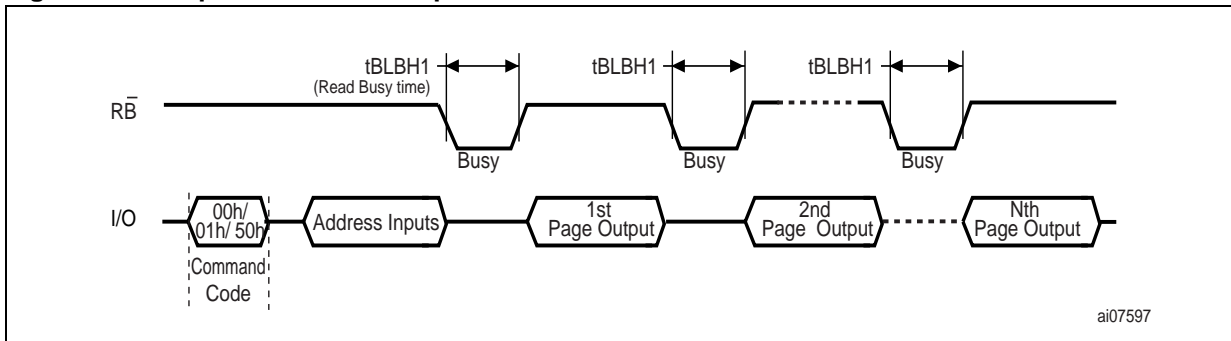 tBLBH1
(Read Busy time)
tBLBH1
tBLBH1
RB̅
Busy
Busy
Busy
I/O
00h/
01h/ 50h
Address Inputs
1st
Page Output
2nd
Page Output
Nth
Page Output
Command
Code
ai07597